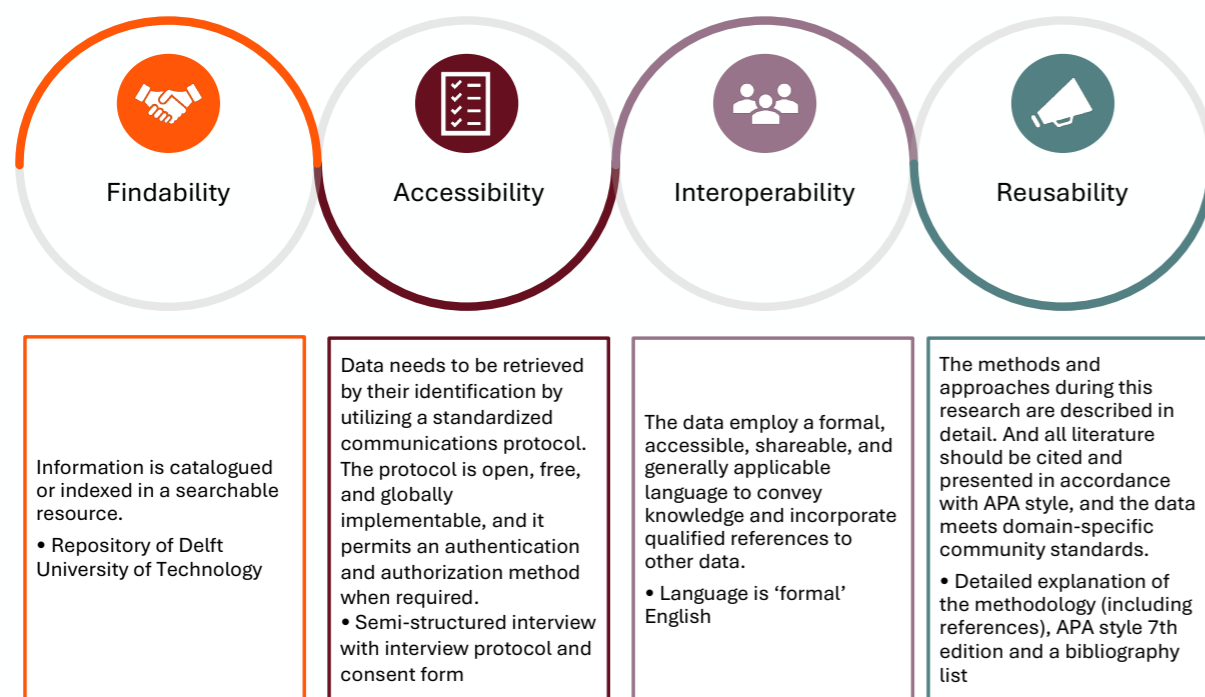 Findability
Accessibility
Interoperability
Reusability
Information is catalogued
or indexed in a searchable
resource.
• Repository of Delft
University of Technology
Data needs to be retrieved
by their identification by
utilizing a standardized
communications protocol.
The protocol is open, free,
and globally
implementable, and it
permits an authentication
and authorization method
when required.
• Semi-structured interview
with interview protocol and
consent form
The data employ a formal,
accessible, shareable, and
generally applicable
language to convey
knowledge and incorporate
qualified references to
other data.
• Language is ‘formal’
English
The methods and
approaches during this
research are described in
detail. And all literature
should be cited and
presented in accordance
with APA style, and the data
meets domain-specific
community standards.
• Detailed explanation of
the methodology (including
references), APA style 7th
edition and a bibliography
list